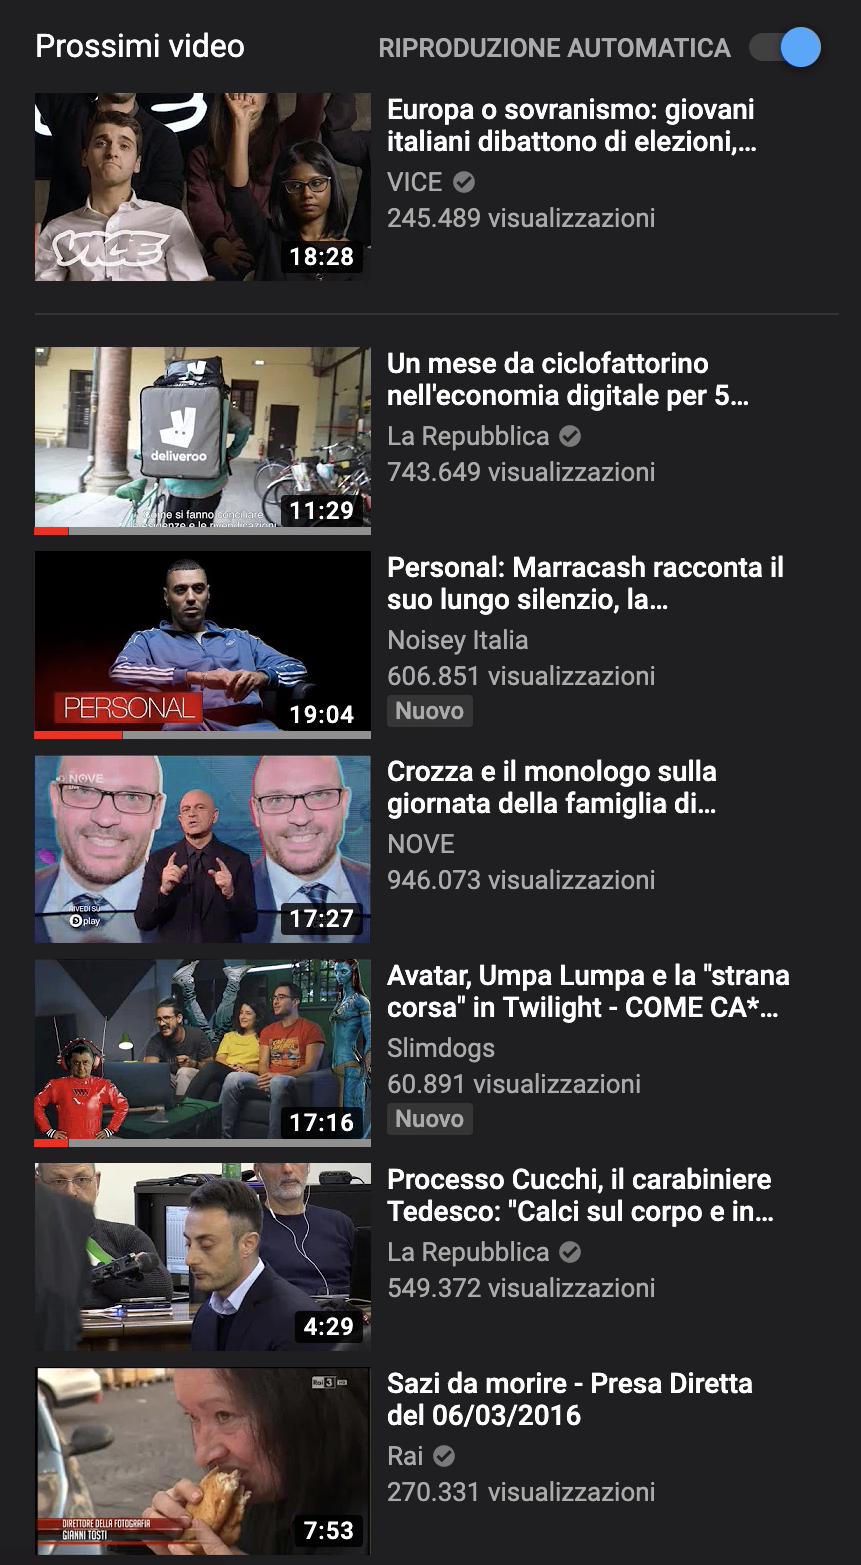 Prossimi video
RIPRODUZIONE AUTOMATICA
VICE
18:28
Europa o sovranismo: giovani
italiani dibattono di elezioni,...
VICE
245.489 visualizzazioni
deliveroo
Come si fanno conciliare
11:29
Un mese da ciclofattorino
nell'economia digitale per 5...
La Repubblica
743.649 visualizzazioni
PERSONAL
19:04
Personal: Marracash racconta il
suo lungo silenzio, la...
Noisey Italia
606.851 visualizzazioni
Nuovo
NOVE
RIVEDI SU
play
17:27
Crozza e il monologo sulla
giornata della famiglia di...
NOVE
946.073 visualizzazioni
17:16
Avatar, Umpa Lumpa e la "strana
corsa" in Twilight - COME CA*...
Slimdogs
60.891 visualizzazioni
Nuovo
4:29
Processo Cucchi, il carabiniere
Tedesco: "Calci sul corpo e in...
La Repubblica
549.372 visualizzazioni
Rai 3 HD
DIRETTORE DELLA FOTOGRAFIA
GIANNI TOSTI
7:53
Sazi da morire - Presa Diretta
del 06/03/2016
Rai
270.331 visualizzazioni